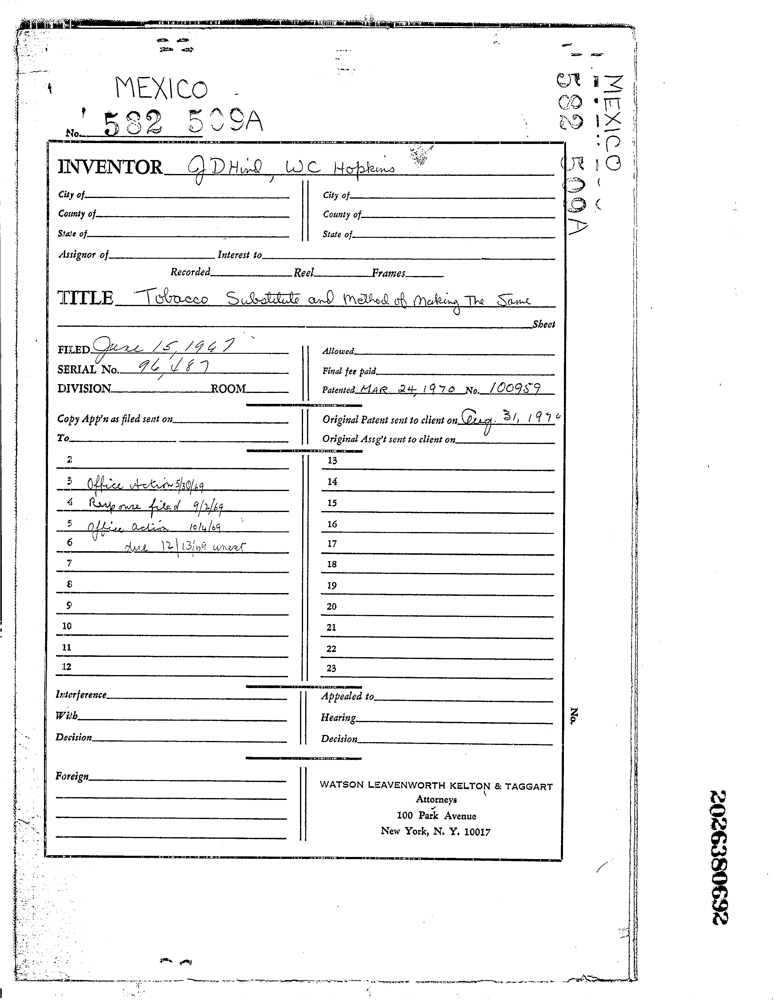 MEXICO
No. 582 509A
MEXICO
582 509A
INVENTOR J D Hind, W C Hopkins
City of
City of
County of
County of
State of
State of
Assignor of Interest to
Recorded Reel Frames
TITLE Tobacco Substitute and Method of Making The Same
Sheet
FILED June 15, 1967
Allowed
SERIAL No. 96,487
Final fee paid
DIVISION ROOM
Patented MAR. 24, 1970 No. 100959
Copy App'n as filed sent on
Original Patent sent to client on Aug. 31, 1970
To
Original Ass'g't sent to client on
2
13
3 Office Action 5/30/69
14
4 Response filed 9/2/69
15
5 Office action 10/4/69
16
6 due 12/13/69
17
7
18
8
19
9
20
10
21
11
22
12
23
Interference
Appealed to
With
Hearing
Decision
Decision
No.
Foreign
WATSON LEAVENWORTH KELTON & TAGGART
Attorneys
100 Park Avenue
New York, N. Y. 10017
2026380692